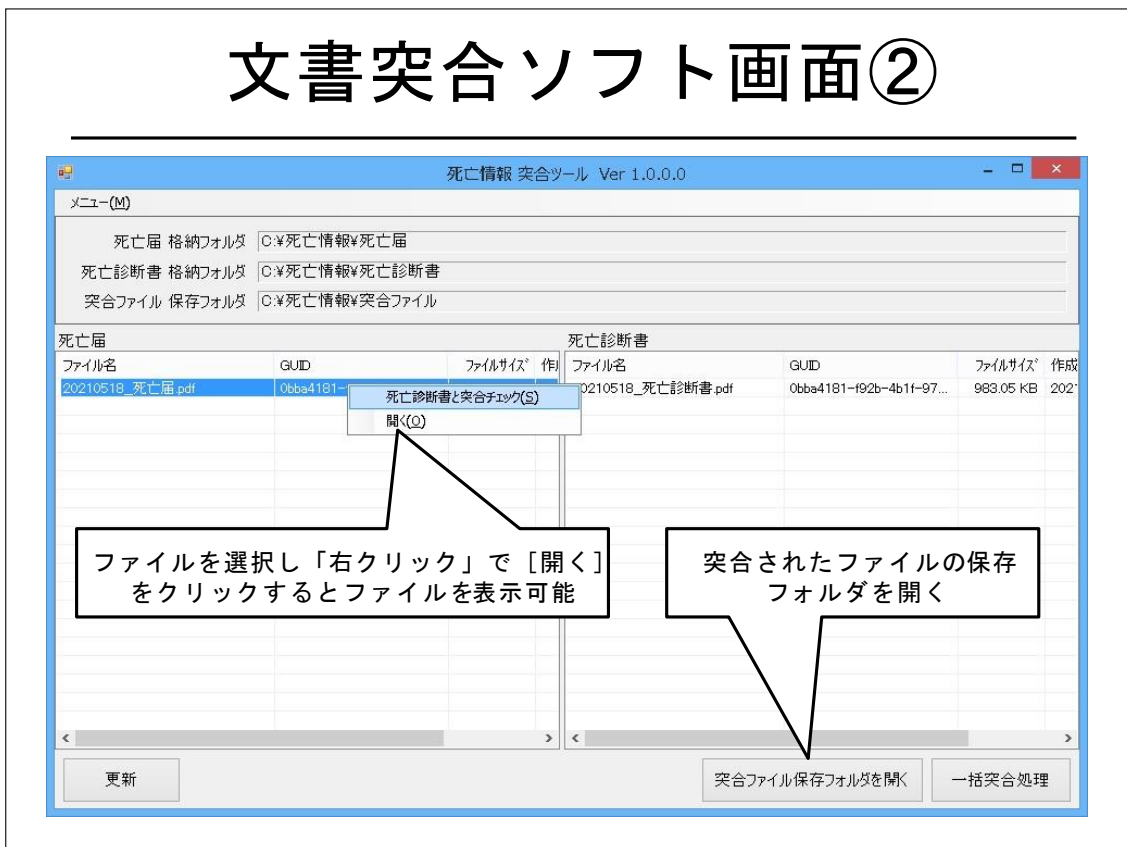 文書突合ソフト画面②
死亡情報 突合ツール Ver 1.0.0.0
メニュー(M)
死亡届 格納フォルダ C:¥死亡情報¥死亡届
死亡診断書 格納フォルダ C:¥死亡情報¥死亡診断書
突合ファイル 保存フォルダ C:¥死亡情報¥突合ファイル
死亡届 死亡診断書
ファイル名 GUID ファイルサイズ ファイル名 GUID ファイルサイズ 作成
20210518_死亡届.pdf 0bba4181- 0210518_死亡診断書.pdf 0bba4181-f92b-4b1f-97... 983.05 KB 202
死亡診断書と突合チェック(S)
開く(O)
ファイルを選択し「右クリック」で[開く]
をクリックするとファイルを表示可能
突合されたファイルの保存
フォルダを開く
更新 突合ファイル保存フォルダを開く 一括突合処理